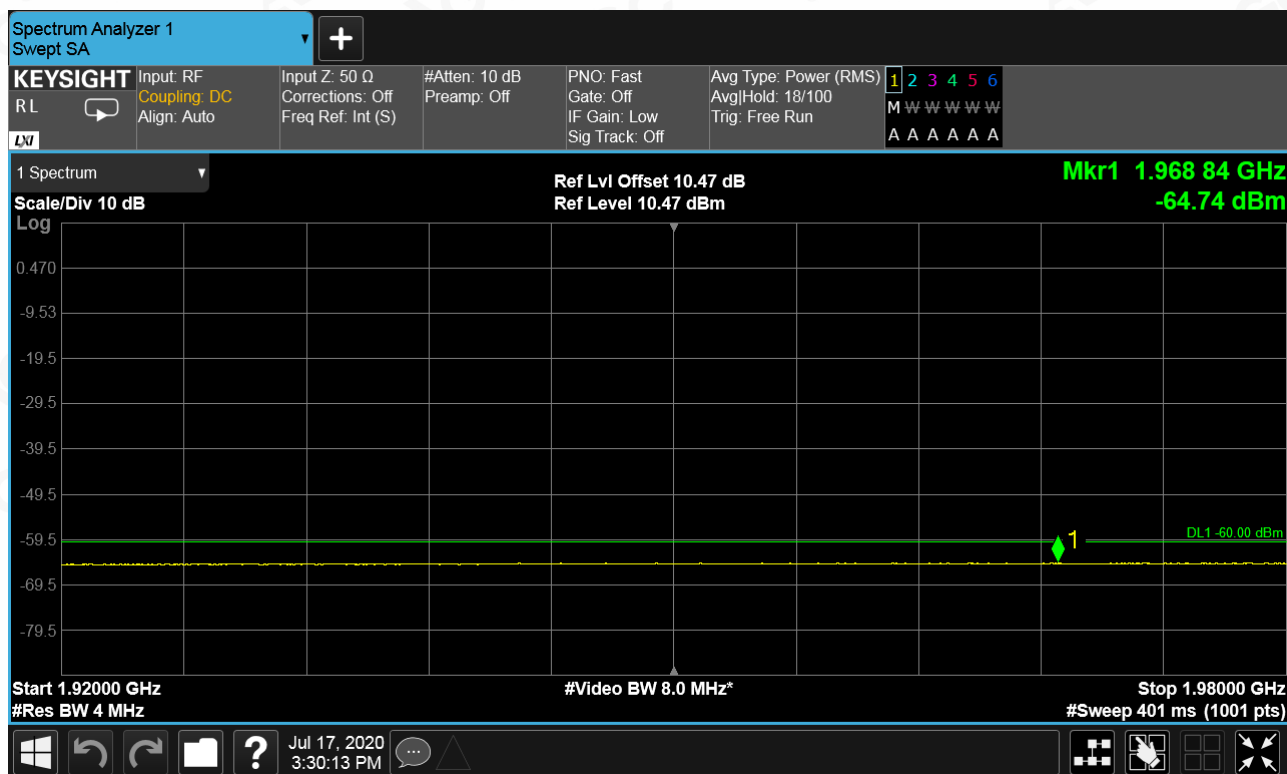 Spectrum Analyzer 1
Swept SA
+
KEYSIGHT Input: RF Input Z: 50 Ω #Atten: 10 dB PNO: Fast Avg Type: Power (RMS) 1 2 3 4 5 6
RL Coupling: DC Corrections: Off Preamp: Off Gate: Off Avg|Hold: 18/100 M W W W W W
Align: Auto Freq Ref: Int (S) IF Gain: Low Trig: Free Run
LXI Sig Track: Off A A A A A A
1 Spectrum Ref Lvl Offset 10.47 dB Mkr1 1.968 84 GHz
Scale/Div 10 dB Ref Level 10.47 dBm -64.74 dBm
Log
0.470
-9.53
-19.5
-29.5
-39.5
-49.5
-59.5 1 DL1 -60.00 dBm
-69.5
-79.5
Start 1.92000 GHz #Video BW 8.0 MHz* Stop 1.98000 GHz
#Res BW 4 MHz #Sweep 401 ms (1001 pts)
? Jul 17, 2020
3:30:13 PM